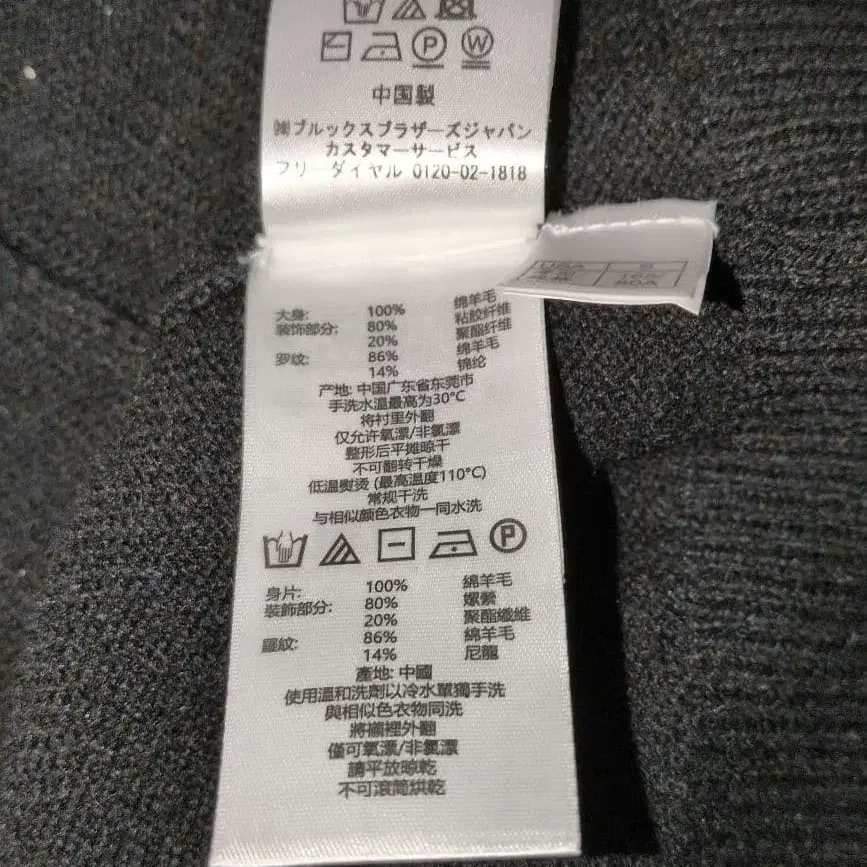 中国製
㈱ブルックスブラザーズジャパン
カスタマーサービス
フリーダイヤル 0120-02-1818
USA S
160/
80A
大身: 100% 绵羊毛
装饰部分: 80% 粘胶纤维
20% 聚酯纤维
罗纹: 86% 绵羊毛
14% 锦纶
产地: 中国广东省东莞市
手洗水温最高为30°C
将衬里外翻
仅允许氧漂/非氯漂
整形后平摊晾干
不可翻转干燥
低温熨烫 (最高温度110°C)
常规干洗
与相似颜色衣物一同水洗
P
身片: 100% 綿羊毛
裝飾部分: 80% 嫘縈
20% 聚酯纖維
羅紋: 86% 綿羊毛
14% 尼龍
產地: 中國
使用溫和洗劑以冷水單獨手洗
與相似色衣物同洗
將襯裡外翻
僅可氧漂/非氯漂
請平放晾乾
不可滾筒烘乾